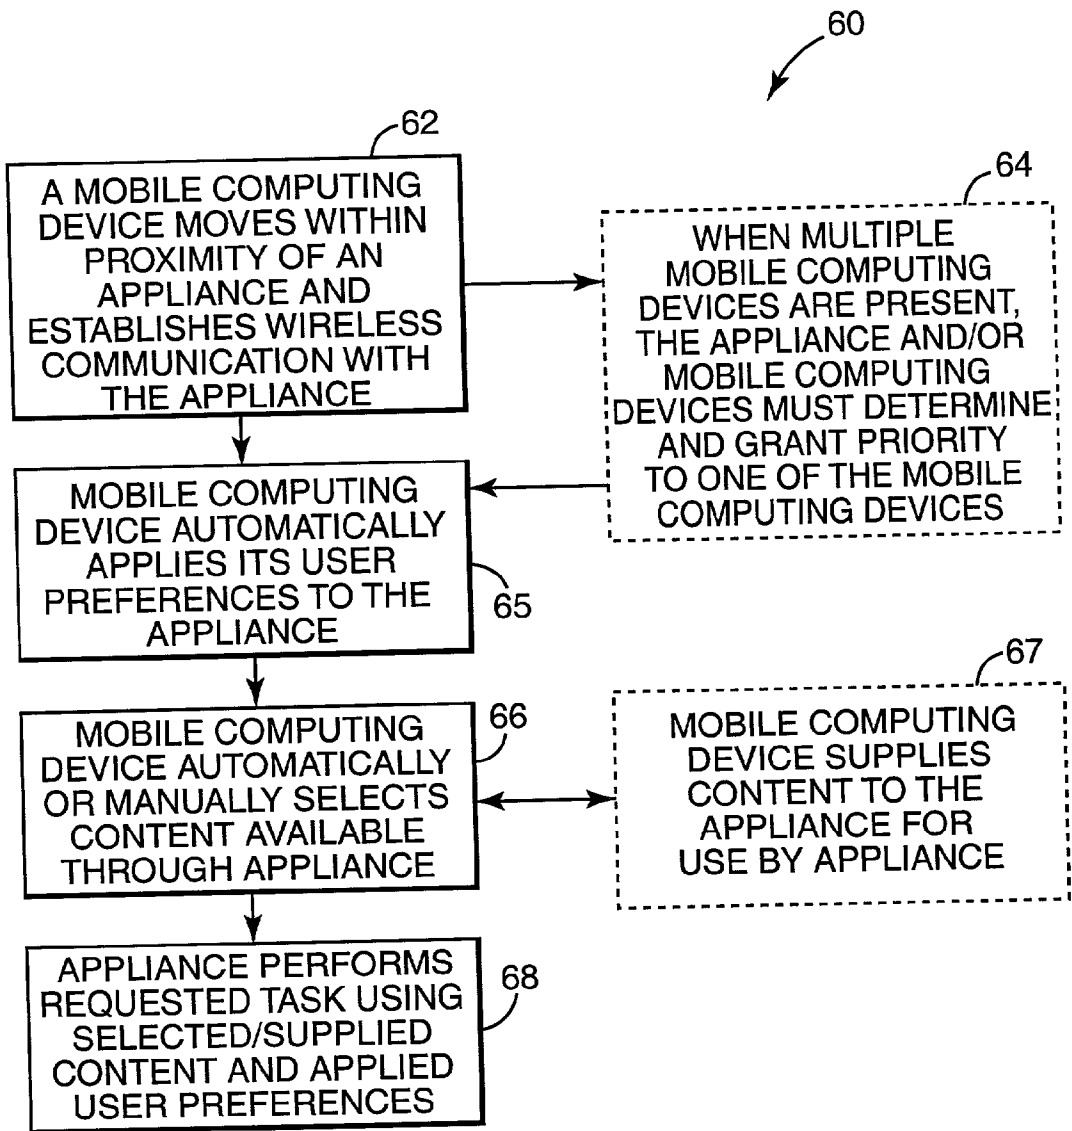 60
62
A MOBILE COMPUTING
DEVICE MOVES WITHIN
PROXIMITY OF AN
APPLIANCE AND
ESTABLISHES WIRELESS
COMMUNICATION WITH
THE APPLIANCE
64
WHEN MULTIPLE
MOBILE COMPUTING
DEVICES ARE PRESENT,
THE APPLIANCE AND/OR
MOBILE COMPUTING
DEVICES MUST DETERMINE
AND GRANT PRIORITY
TO ONE OF THE MOBILE
COMPUTING DEVICES
MOBILE COMPUTING
DEVICE AUTOMATICALLY
APPLIES ITS USER
PREFERENCES TO THE
APPLIANCE
65
MOBILE COMPUTING
DEVICE AUTOMATICALLY
OR MANUALLY SELECTS
CONTENT AVAILABLE
THROUGH APPLIANCE
66
67
MOBILE COMPUTING
DEVICE SUPPLIES
CONTENT TO THE
APPLIANCE FOR
USE BY APPLIANCE
APPLIANCE PERFORMS
REQUESTED TASK USING
SELECTED/SUPPLIED
CONTENT AND APPLIED
USER PREFERENCES
68